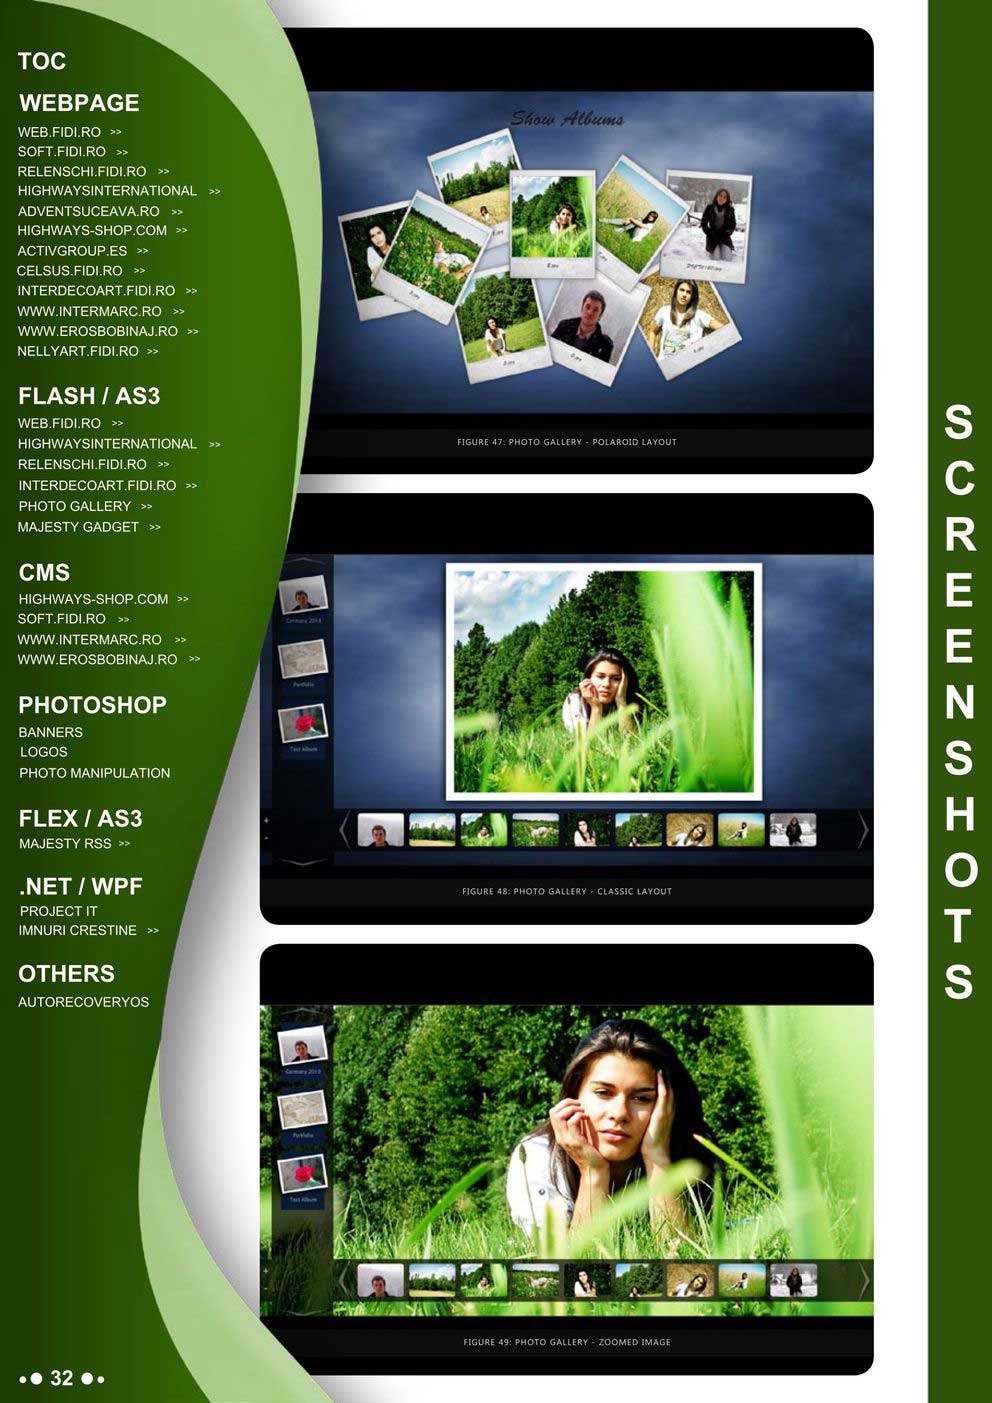 TOC
WEBPAGE
WEB.FIDI.RO >>
SOFT.FIDI.RO >>
RELENSCHI.FIDI.RO >>
HIGHWAYSINTERNATIONAL >>
ADVENTSUCEAVA.RO >>
HIGHWAYS-SHOP.COM >>
ACTIVGROUP.ES >>
CELSUS.FIDI.RO >>
INTERDECOART.FIDI.RO >>
WWW.INTERMARC.RO >>
WWW.EROSBOBINAJ.RO >>
NELLYART.FIDI.RO >>
FLASH / AS3
WEB.FIDI.RO >>
HIGHWAYSINTERNATIONAL >>
RELENSCHI.FIDI.RO >>
INTERDECOART.FIDI.RO >>
PHOTO GALLERY >>
MAJESTY GADGET >>
CMS
HIGHWAYS-SHOP.COM >>
SOFT.FIDI.RO >>
WWW.INTERMARC.RO >>
WWW.EROSBOBINAJ.RO >>
PHOTOSHOP
BANNERS
LOGOS
PHOTO MANIPULATION
FLEX / AS3
MAJESTY RSS >>
.NET / WPF
PROJECT IT
IMNURI CRESTINE >>
OTHERS
AUTORECOVERYOS
32
Show Albums
FIGURE 47: PHOTO GALLERY - POLAROID LAYOUT
Germany 2010
Portfolio
Test Album
FIGURE 48: PHOTO GALLERY - CLASSIC LAYOUT
Germany 2010
Portfolio
Test Album
FIGURE 49: PHOTO GALLERY - ZOOMED IMAGE
SCREENSHOTS